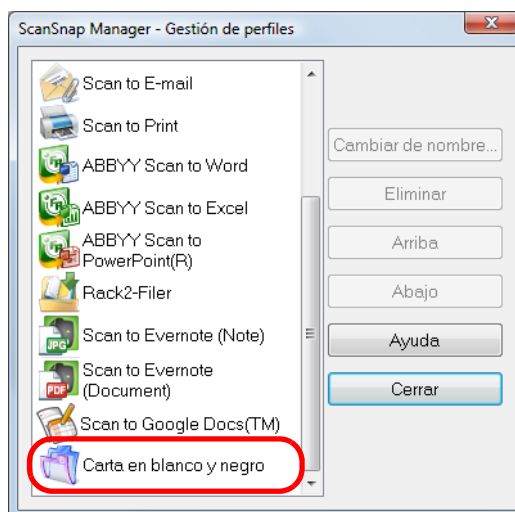 ScanSnap Manager - Gestión de perfiles
Scan to E-mail
Scan to Print
ABBYY Scan to Word
ABBYY Scan to Excel
ABBYY Scan to
PowerPoint(R)
Rack2-Filer
JPG
Scan to Evernote (Note)
PDF
Scan to Evernote
(Document)
Scan to Google Docs(TM)
Carta en blanco y negro
Cambiar de nombre...
Eliminar
Arriba
Abajo
Ayuda
Cerrar